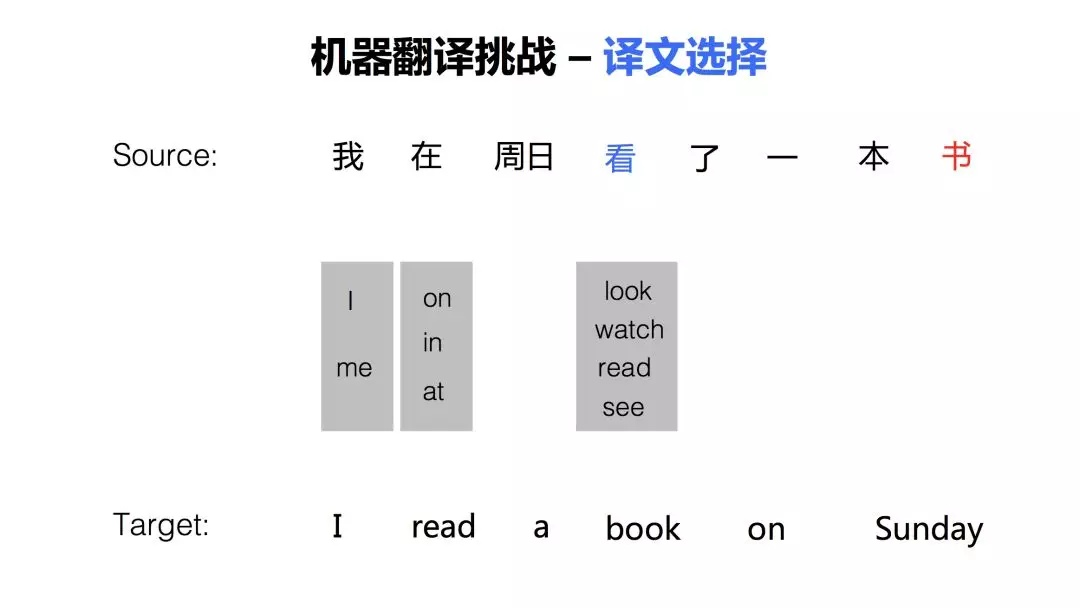 机器翻译挑战 – 译文选择
Source: 我 在 周日 看 了 一 本 书
I
me
on
in
at
look
watch
read
see
Target: I read a book on Sunday